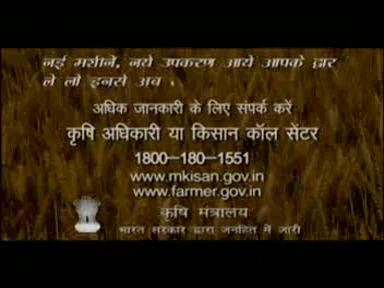 नई मशीनें, नये उपकरण आये आपके द्वार
ले लो इनसे अब .
अधिक जानकारी के लिए संपर्क करें
कृषि अधिकारी या किसान कॉल सेंटर
1800-180-1551
www.mkisan.gov.in
www.farmer.gov.in
कृषि मंत्रालय
भारत सरकार द्वारा जनहित में जारी